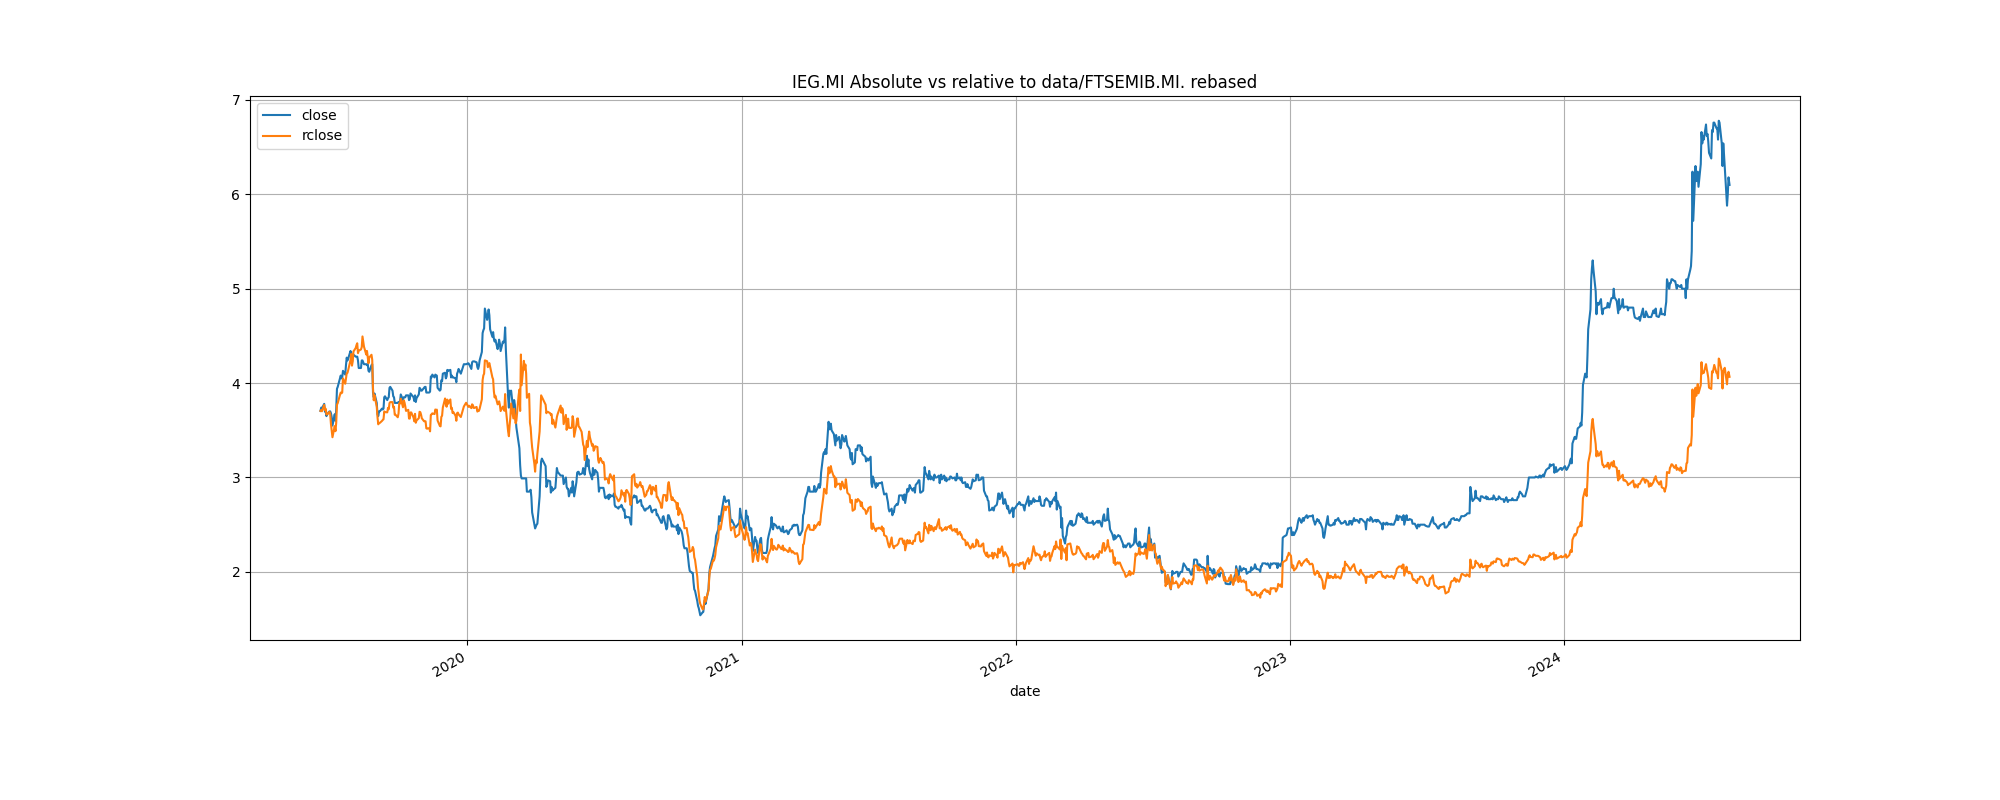 IEG.MI Absolute vs relative to data/FTSEMIB.MI. rebased
close
rclose
7
6
5
4
3
2
2020
2021
2022
2023
2024
date